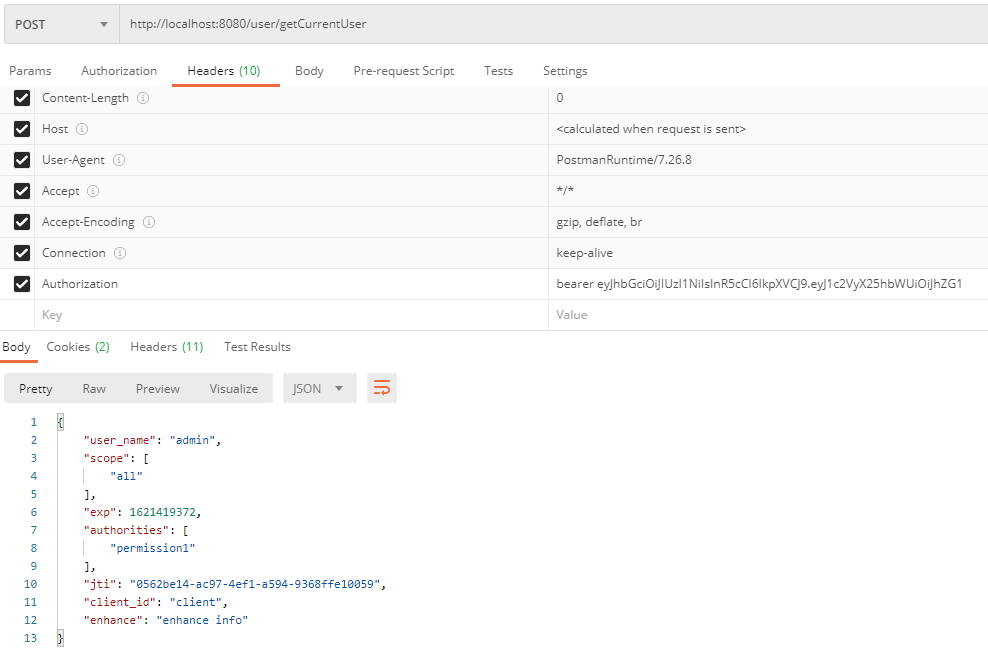 POST http://localhost:8080/user/getCurrentUser
Params Authorization Headers (10) Body Pre-request Script Tests Settings
Content-Length 0
Host <calculated when request is sent>
User-Agent PostmanRuntime/7.26.8
Accept */*
Accept-Encoding gzip, deflate, br
Connection keep-alive
Authorization bearer eyJhbGciOiJIUzI1NiIsInR5cCI6IkpXVCJ9.eyJ1c2VyX25hbWUiOiJhZG1
Key Value
Body Cookies (2) Headers (11) Test Results
Pretty Raw Preview Visualize JSON
1 {
2 "user_name": "admin",
3 "scope": [
4 "all"
5 ],
6 "exp": 1621419372,
7 "authorities": [
8 "permission1"
9 ],
10 "jti": "0562be14-ac97-4ef1-a594-9368ffe10059",
11 "client_id": "client",
12 "enhance": "enhance info"
13 }